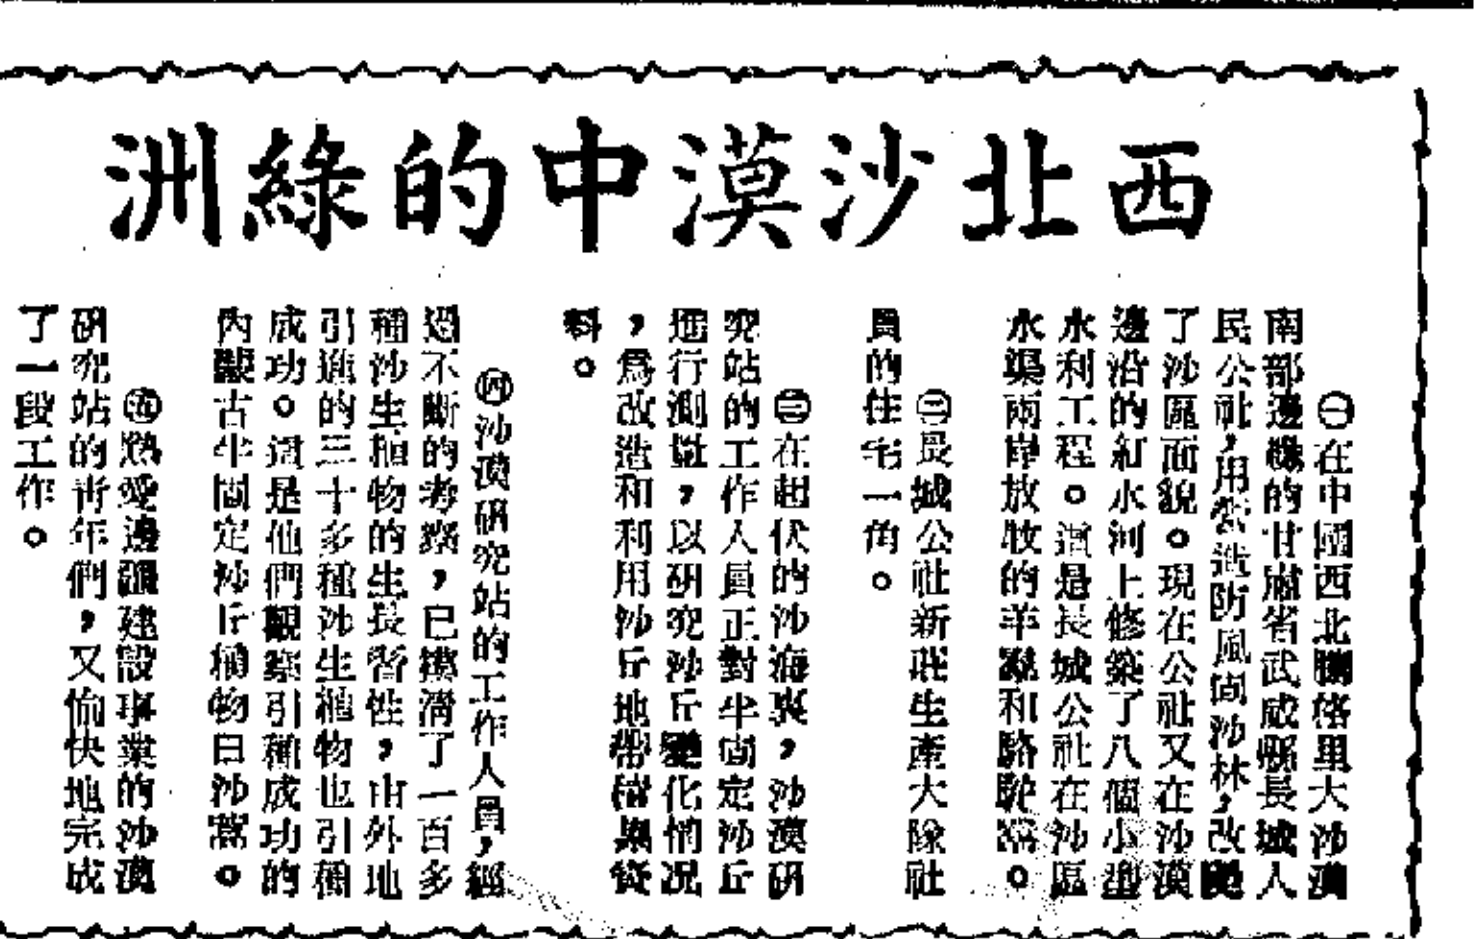 西北沙漠中的綠洲
㊀在中國西北騰格里大沙漠
南部邊緣的甘肅省武威縣長城人
民公社,用營造防風固沙林,改變
了沙區面貌。現在公社又在沙漠
邊沿的紅水河上修築了八個小型
水利工程。這是長城公社在沙區
水渠兩岸放牧的羊羣和駱駝羣。
㊁長城公社新型生產大隊社
員的住宅一角。
㊂在起伏的沙海裏,沙漠研
究站的工作人員正對半固定沙丘
進行測量,以研究沙丘變化情況
,爲改造和利用沙丘地帶積集資
料。
㊃沙漠研究站的工作人員,經
過不斷的考察,已摸清了一百多
種沙生植物的生長習性,由外地
引進的三十多種沙生植物也引種
成功。這是他們觀察引種成功的
內蒙古半固定沙丘植物白沙蒿。
㊄熱愛邊疆建設事業的沙漠
研究站的靑年們,又愉快地完成
了一段工作。